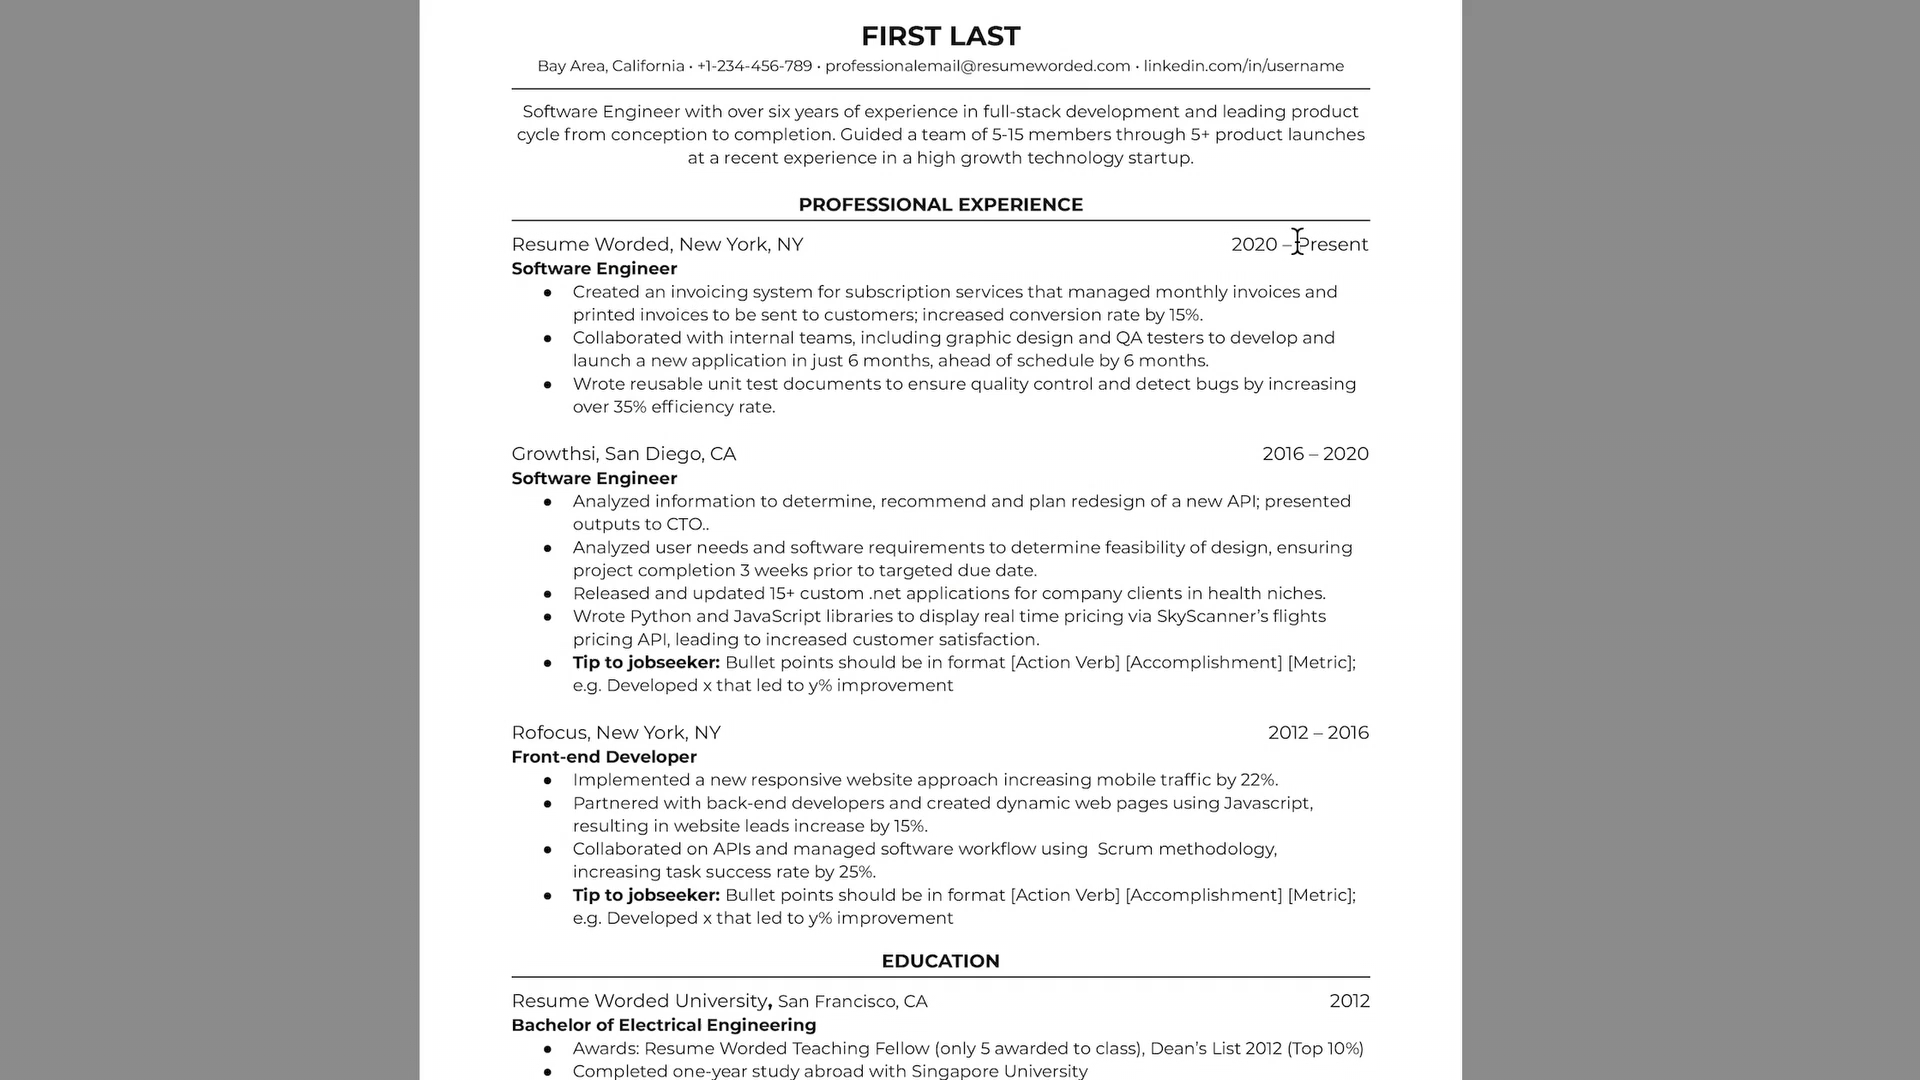 FIRST LAST
Bay Area, California • +1-234-456-789 • professionalemail@resumeworded.com • linkedin.com/in/username
Software Engineer with over six years of experience in full-stack development and leading product
cycle from conception to completion. Guided a team of 5-15 members through 5+ product launches
at a recent experience in a high growth technology startup.
PROFESSIONAL EXPERIENCE
Resume Worded, New York, NY 2020 – Present
Software Engineer
● Created an invoicing system for subscription services that managed monthly invoices and
printed invoices to be sent to customers; increased conversion rate by 15%.
● Collaborated with internal teams, including graphic design and QA testers to develop and
launch a new application in just 6 months, ahead of schedule by 6 months.
● Wrote reusable unit test documents to ensure quality control and detect bugs by increasing
over 35% efficiency rate.
Growthsi, San Diego, CA 2016 – 2020
Software Engineer
● Analyzed information to determine, recommend and plan redesign of a new API; presented
outputs to CTO..
● Analyzed user needs and software requirements to determine feasibility of design, ensuring
project completion 3 weeks prior to targeted due date.
● Released and updated 15+ custom .net applications for company clients in health niches.
● Wrote Python and JavaScript libraries to display real time pricing via SkyScanner’s flights
pricing API, leading to increased customer satisfaction.
● Tip to jobseeker: Bullet points should be in format [Action Verb] [Accomplishment] [Metric];
e.g. Developed x that led to y% improvement
Rofocus, New York, NY 2012 – 2016
Front-end Developer
● Implemented a new responsive website approach increasing mobile traffic by 22%.
● Partnered with back-end developers and created dynamic web pages using Javascript,
resulting in website leads increase by 15%.
● Collaborated on APIs and managed software workflow using  Scrum methodology,
increasing task success rate by 25%.
● Tip to jobseeker: Bullet points should be in format [Action Verb] [Accomplishment] [Metric];
e.g. Developed x that led to y% improvement
EDUCATION
Resume Worded University, San Francisco, CA 2012
Bachelor of Electrical Engineering
● Awards: Resume Worded Teaching Fellow (only 5 awarded to class), Dean’s List 2012 (Top 10%)
● Completed one-year study abroad with Singapore University